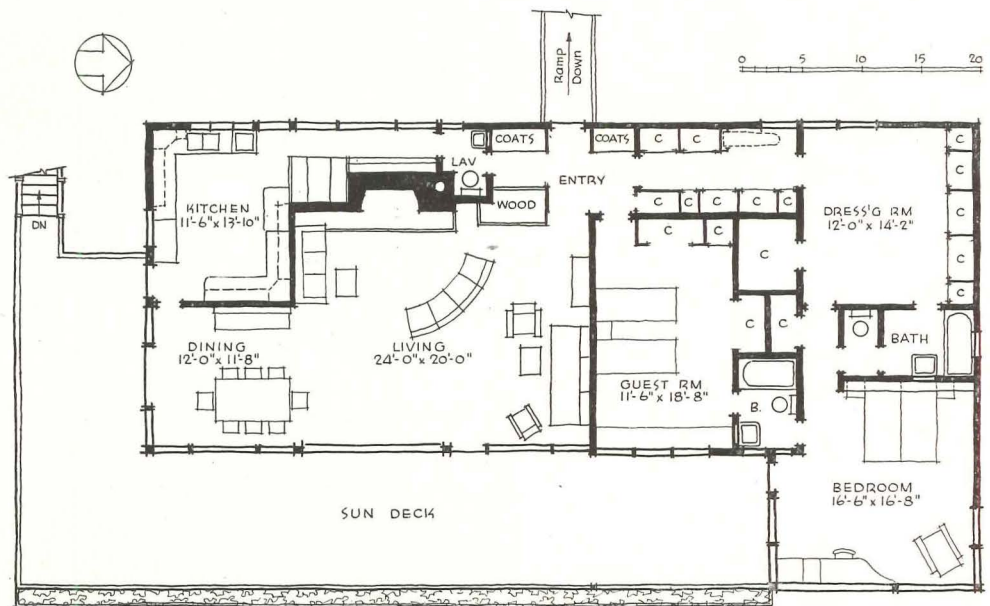 Ramp
Down
0 5 10 15 20
COATS
COATS
C
C
C
LAV
ENTRY
WOOD
KITCHEN
11'-6" x 13'-10"
C
C
C
C
C
C
C
C
C
DRESS'G RM
12'-0" x 14'-2"
C
C
C
C
DN
C
C
BATH
DINING
12'-0" x 11'-8"
LIVING
24'-0" x 20'-0"
GUEST RM
11'-6" x 18'-8"
B.
BEDROOM
16'-6" x 16'-8"
SUN DECK